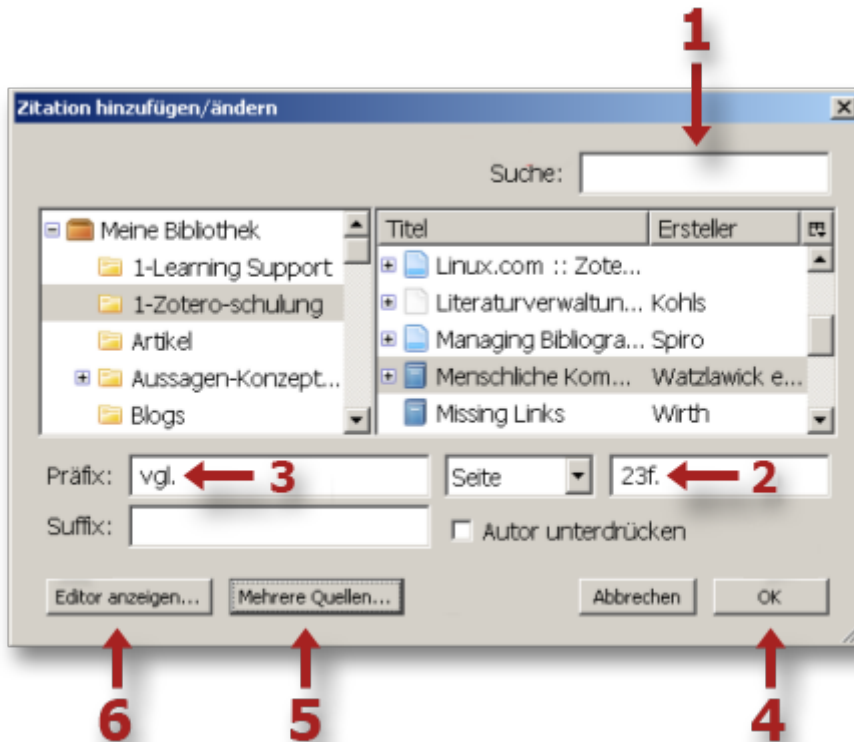 1
Zitation hinzufügen/ändern
Suche:
Meine Bibliothek
1-Learning Support
1-Zotero-schulung
Artikel
Aussagen-Konzept...
Blogs
Titel Ersteller
Linux.com :: Zote...
Literaturverwaltun... Kohls
Managing Bibliogra... Spiro
Menschliche Kom... Watzlawick e...
Missing Links Wirth
Präfix: vgl. 3 Seite 23f. 2
Suffix: Autor unterdrücken
Editor anzeigen... Mehrere Quellen... Abbrechen OK
6 5 4